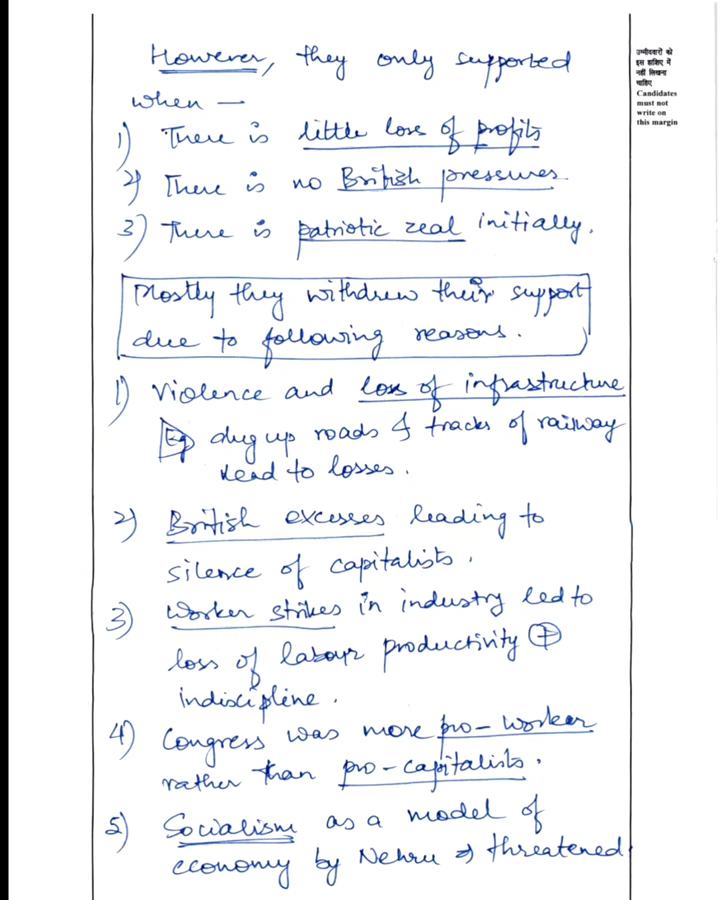 However, they only supported
when —
1) There is little loss of profits
2) There is no British pressures.
3) There is patriotic zeal initially.
Mostly they withdrew their support
due to following reasons.
1) Violence and loss of infrastructure
Eg dug up roads & tracks of railway
lead to losses.
2) British excesses leading to
silence of capitalists.
3) Worker strikes in industry led to
loss of labour productivity +
indiscipline.
4) Congress was more pro-worker
rather than pro-capitalists.
5) Socialism as a model of
economy by Nehru → threatened
उम्मीदवारों को
इस हाशिए में
नहीं लिखना
चाहिए
Candidates
must not
write on
this margin